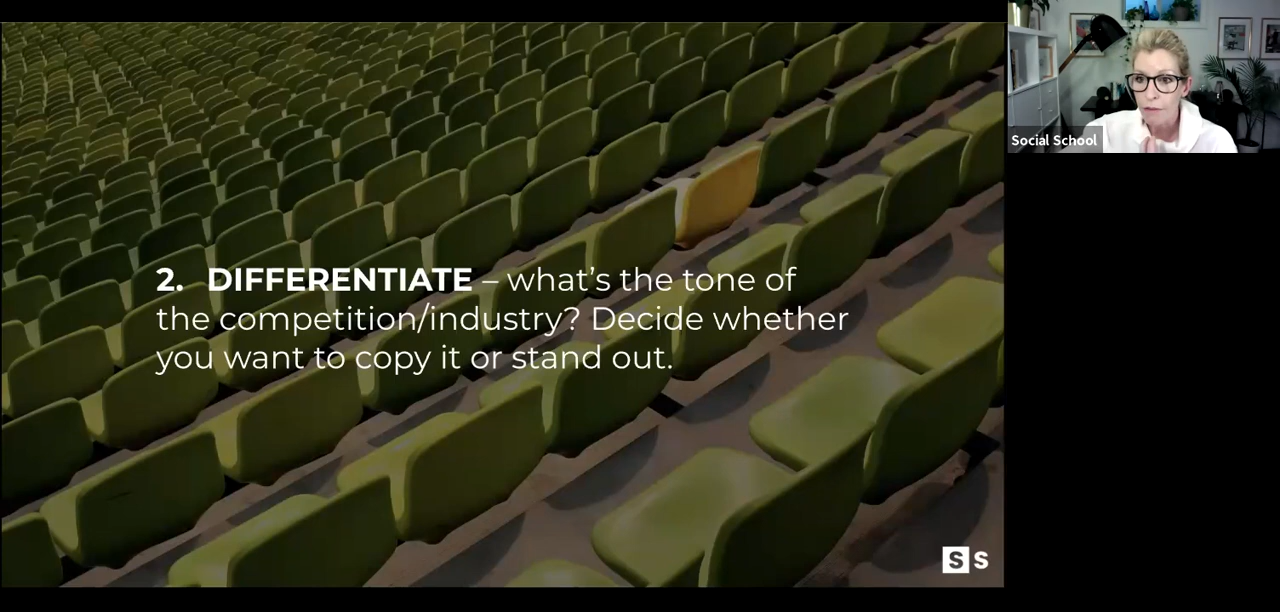 2. DIFFERENTIATE – what’s the tone of
the competition/industry? Decide whether
you want to copy it or stand out.
Social School
S S